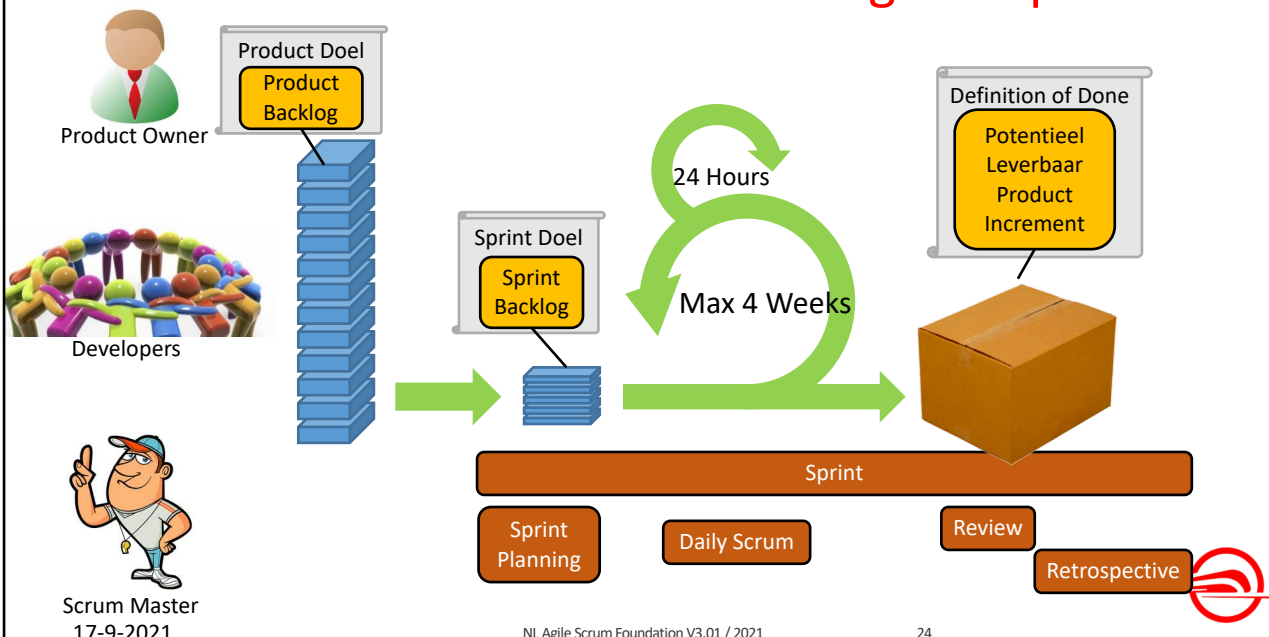 Product Owner
Product Doel
Product
Backlog
Developers
Scrum Master
17-9-2021
Sprint Doel
Sprint
Backlog
24 Hours
Max 4 Weeks
Definition of Done
Potentieel
Leverbaar
Product
Increment
Sprint
Sprint
Planning
Daily Scrum
Review
Retrospective
NL Agile Scrum Foundation V3.01 / 2021
24